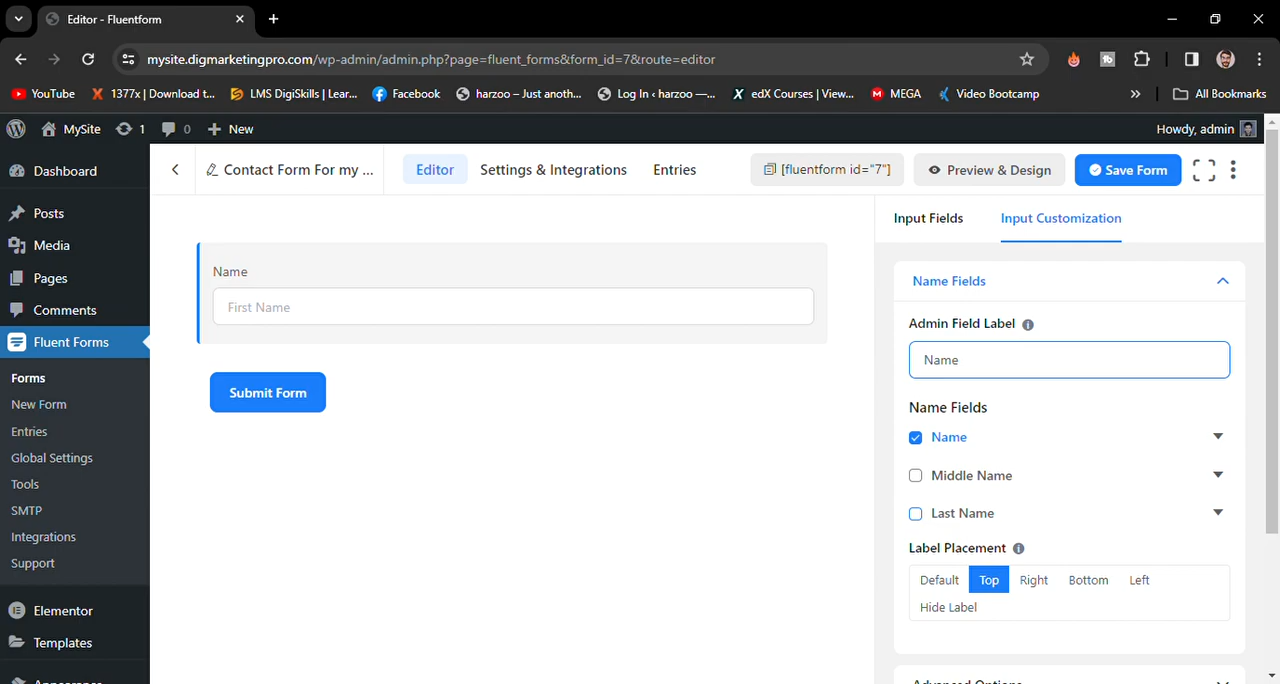 Editor - Fluentform
mysite.digmarketingpro.com/wp-admin/admin.php?page=fluent_forms&form_id=7&route=editor
YouTube
1377x | Download t...
LMS DigiSkills | Lear...
Facebook
harzoo – Just anoth...
Log In ‹ harzoo —...
edX Courses | View...
MEGA
Video Bootcamp
All Bookmarks
MySite
1
0
New
Howdy, admin
Dashboard
Posts
Media
Pages
Comments
Fluent Forms
Forms
New Form
Entries
Global Settings
Tools
SMTP
Integrations
Support
Elementor
Templates
Appearance
Contact Form For my ...
Editor
Settings & Integrations
Entries
[fluentform id="7"]
Preview & Design
Save Form
Name
First Name
Submit Form
Input Fields
Input Customization
Name Fields
Admin Field Label
Name
Name Fields
Name
Middle Name
Last Name
Label Placement
Default Top Right Bottom Left
Hide Label
Advanced Options